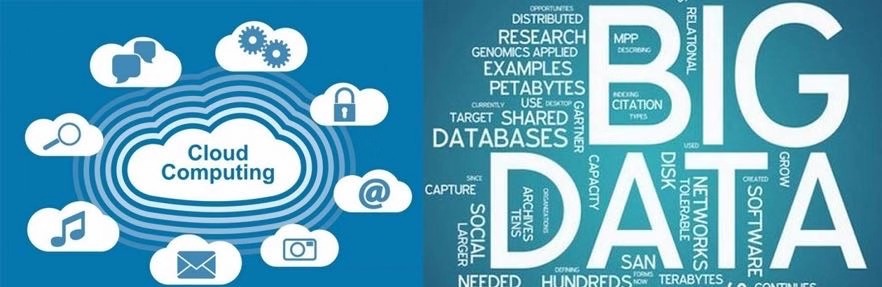 Cloud
Computing
@
OPPORTUNITIES
DISTRIBUTED
RESEARCH
GENOMICS APPLIED
EXAMPLES
PETABYTES
CURRENTLY
USE DESKTOP
TARGET SHARED
DATABASES
GARTNER
BIG
MPP
DESCRIBING
INDEXING
CITATION
TYPES
RELATIONAL
USED
DATA
SINCE
CAPTURE
SOCIAL
LARGER
ARCHIVES
TENS
ORGANIZATIONS
CAPACITY
DISK
NETWORKS
TOLERABLE
CREATED
SOFTWARE
GROW
SAN
DEFINING
FORMS
NOW
NEEDED
HUNDREDS
TERABYTES
CONTINUES